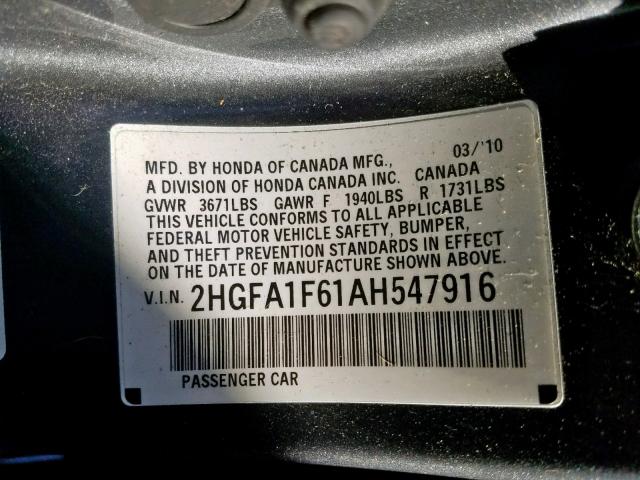 03/'10
MFD. BY HONDA OF CANADA MFG.,
A DIVISION OF HONDA CANADA INC. CANADA
GVWR 3671LBS GAWR F 1940LBS R 1731LBS
THIS VEHICLE CONFORMS TO ALL APPLICABLE
FEDERAL MOTOR VEHICLE SAFETY, BUMPER,
AND THEFT PREVENTION STANDARDS IN EFFECT
ON THE DATE OF MANUFACTURE SHOWN ABOVE.
V.I.N. 2HGFA1F61AH547916
PASSENGER CAR